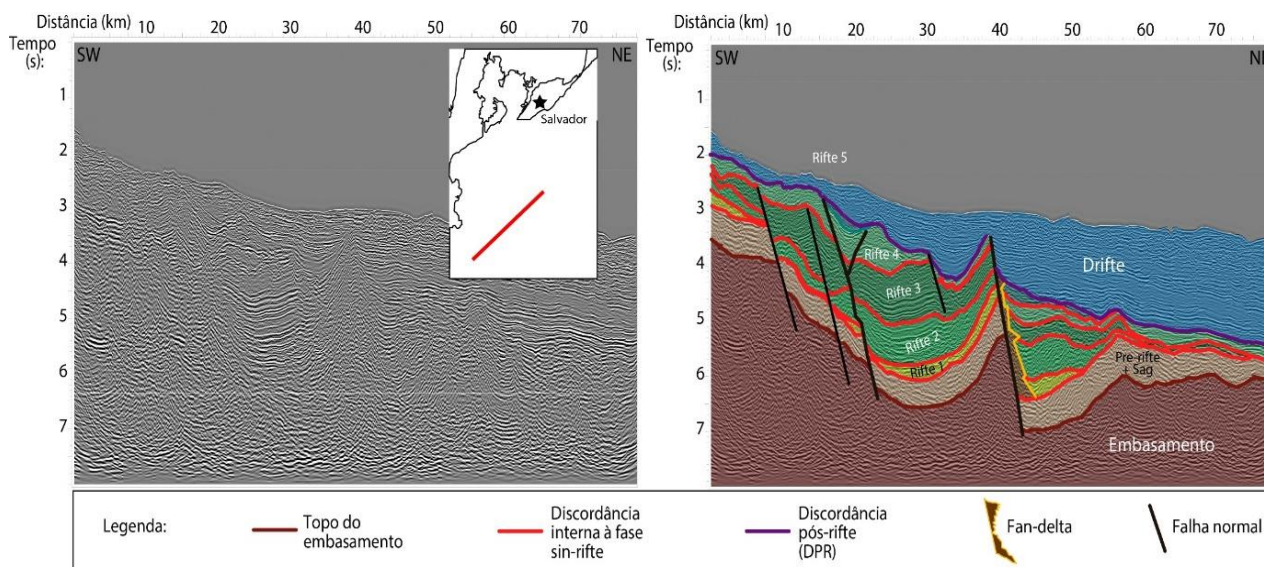 Distância (km) 10 20 30 40 50 60 70
Tempo
(s):
SW
NE
1
2
3
4
5
6
7
Salvador
Distância (km) 10 20 30 40 50 60 70
Tempo
(s):
SW
1
2
3
4
5
6
7
Rifte 5
Rifte 4
Rifte 3
Rifte 2
Rifte 1
Drifte
Pre-rifte
+ Sag
Embasamento
Legenda:
Topo do
embasamento
Discordância
interna à fase
sin-rifte
Discordância
pós-rifte
(DPR)
Fan-delta
Falha normal